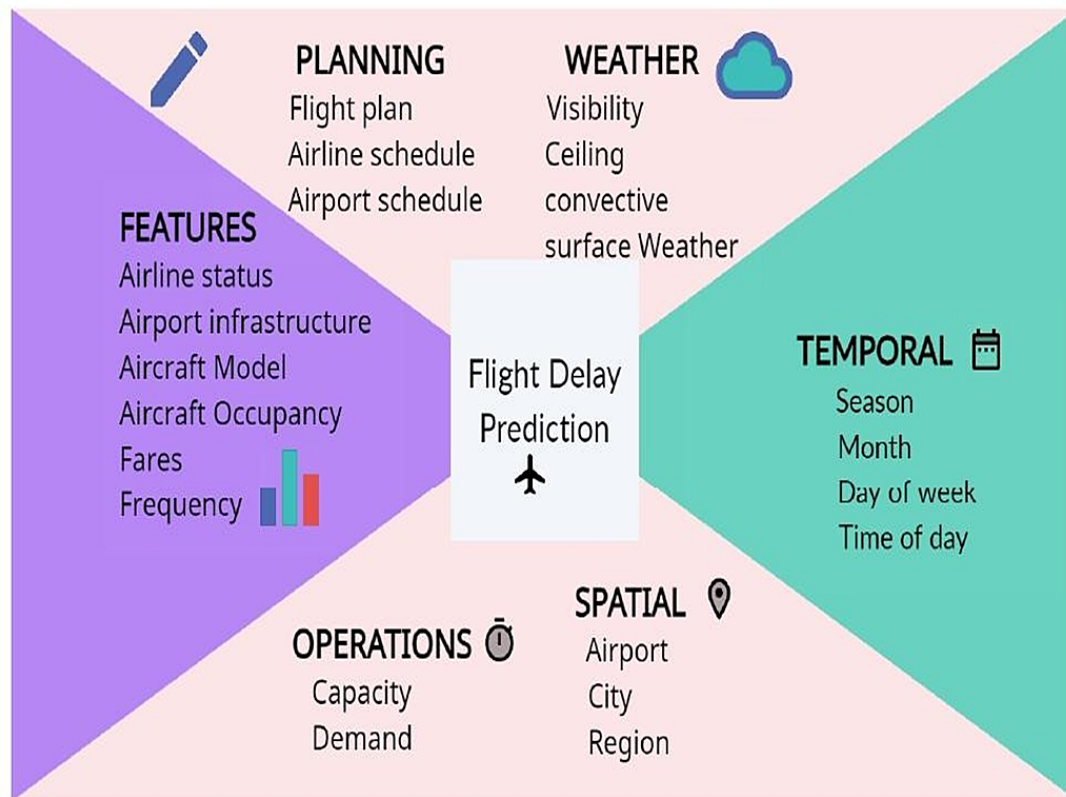 PLANNING
Flight plan
Airline schedule
Airport schedule
WEATHER
Visibility
Ceiling
convective
surface Weather
FEATURES
Airline status
Airport infrastructure
Aircraft Model
Aircraft Occupancy
Fares
Frequency
Flight Delay
Prediction
TEMPORAL
Season
Month
Day of week
Time of day
OPERATIONS
Capacity
Demand
SPATIAL
Airport
City
Region